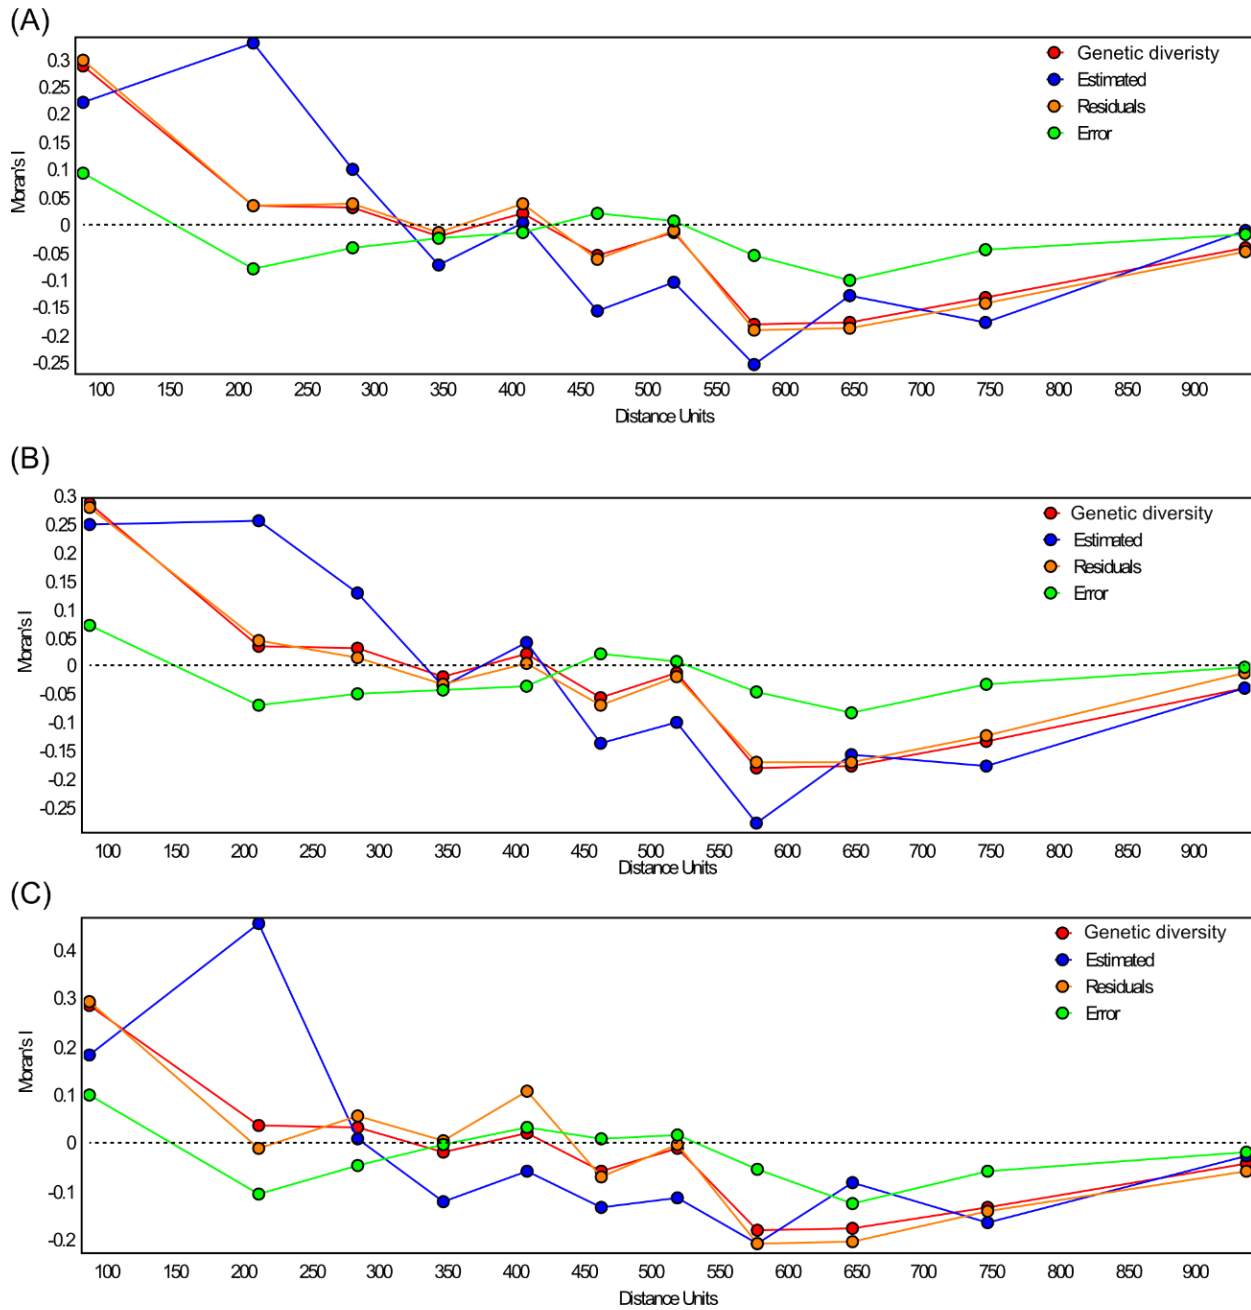 (A)
0.3
0.25
0.2
0.15
0.1
0.05
0
-0.05
-0.1
-0.15
-0.2
-0.25
Moran's I
Genetic diveristy
Estimated
Residuals
Error
100 150 200 250 300 350 400 450 500 550 600 650 700 750 800 850 900
Distance Units
(B)
0.3
0.25
0.2
0.15
0.1
0.05
0
-0.05
-0.1
-0.15
-0.2
-0.25
Moran's I
Genetic diversity
Estimated
Residuals
Error
100 150 200 250 300 350 400 450 500 550 600 650 700 750 800 850 900
Distance Units
(C)
0.4
0.3
0.2
0.1
0
-0.1
-0.2
Moran's I
Genetic diversity
Estimated
Residuals
Error
100 150 200 250 300 350 400 450 500 550 600 650 700 750 800 850 900
Distance Units